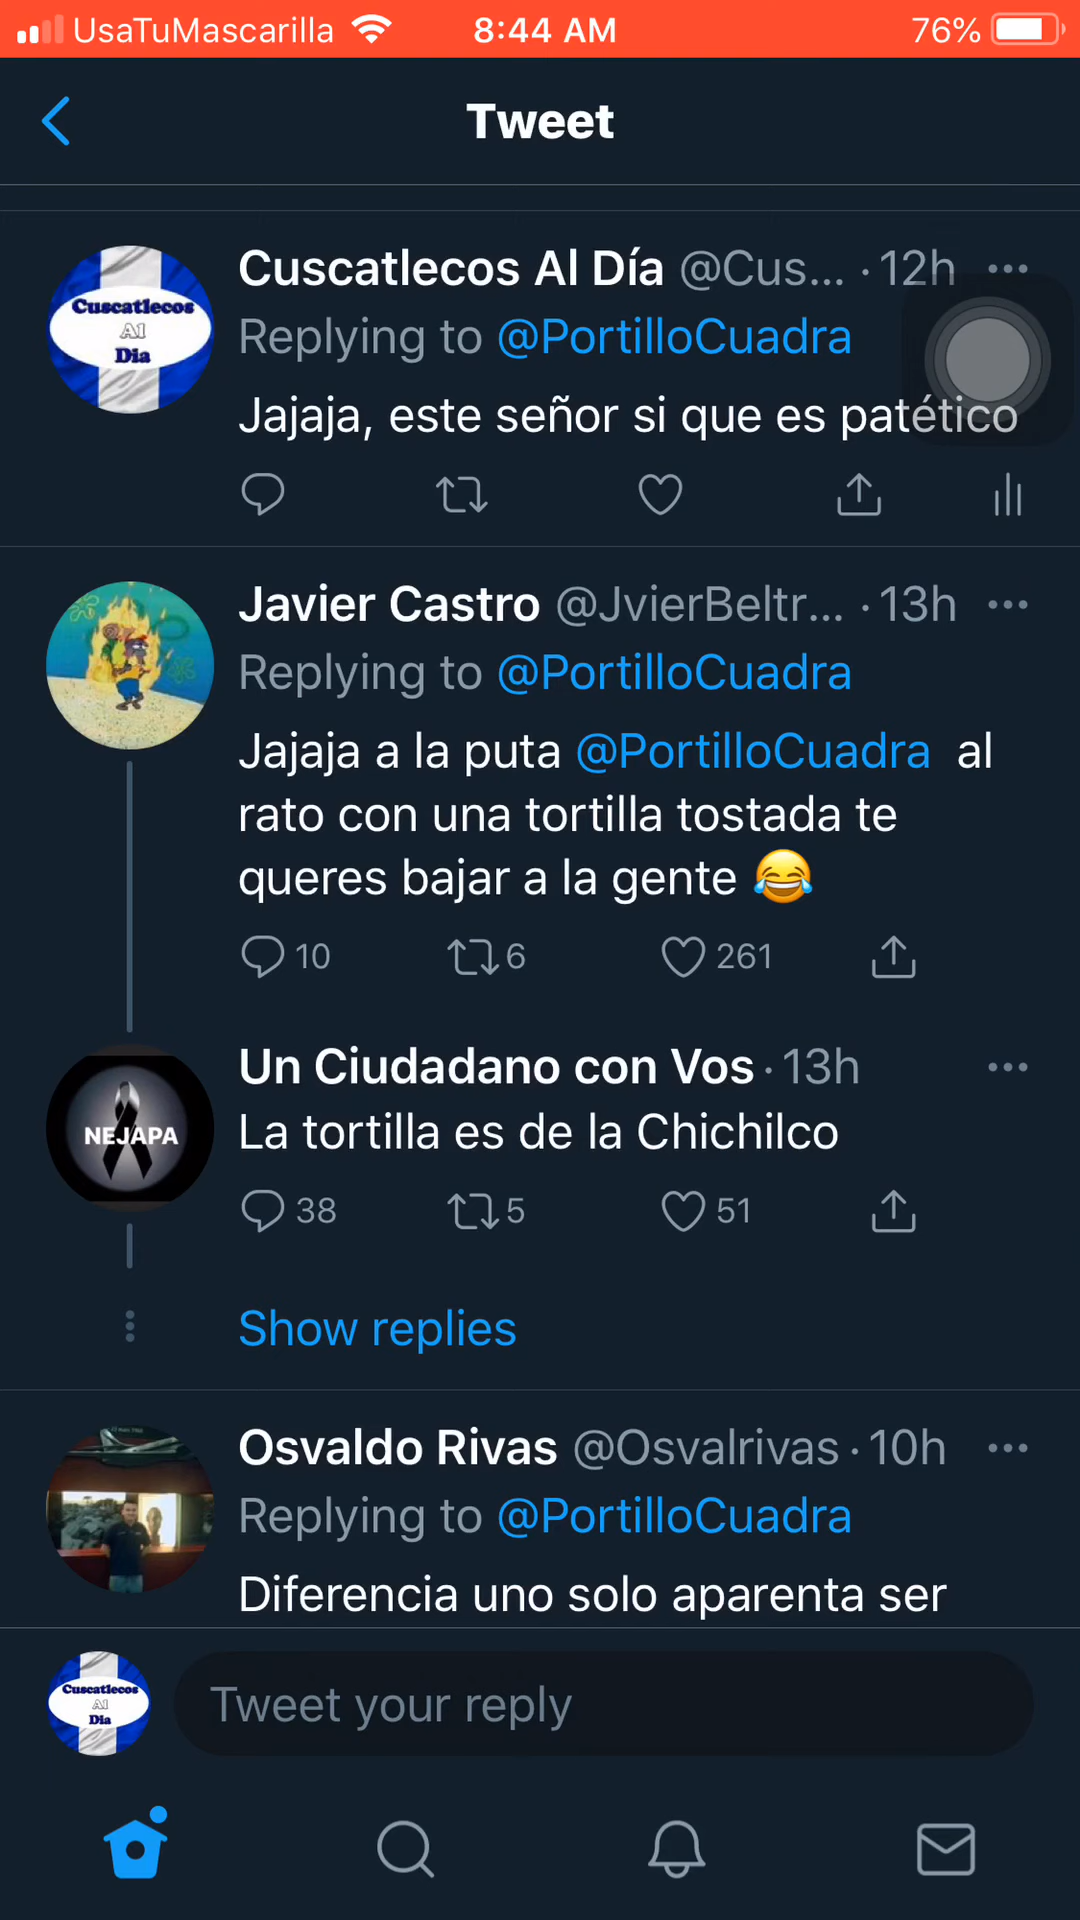 UsaTuMascarilla 8:44 AM 76%
Tweet
Cuscatlecos Al Día @Cus... · 12h
Cuscatlecos
Al
Dia
Replying to @PortilloCuadra
Jajaja, este señor si que es patético
Javier Castro @JvierBeltr... · 13h
Replying to @PortilloCuadra
Jajaja a la puta @PortilloCuadra al
rato con una tortilla tostada te
queres bajar a la gente 😂
10 6 261
Un Ciudadano con Vos · 13h
NEJAPA
La tortilla es de la Chichilco
38 5 51
Show replies
Osvaldo Rivas @Osvalrivas · 10h
Replying to @PortilloCuadra
Diferencia uno solo aparenta ser
Cuscatlecos
Al
Dia
Tweet your reply